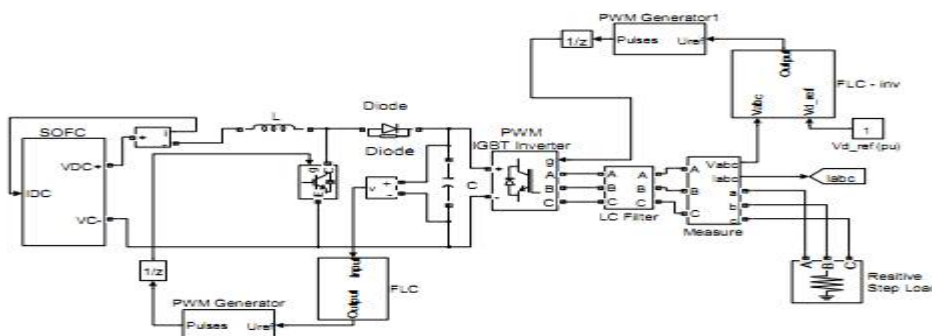 PWM Generator1
1/z
Pulses Uref
Output
FLC - inv
Vabc
Vd_ref
1
Vd_ref (pu)
SOFC
VDC+
IDC
VC-
i
+
-
L
Diode
Diode
g
C
E
v
+
-
C
PWM
IGBT Inverter
g
+
-
A
B
C
A A
B B
C C
LC Filter
A
B
C
Vabc
Iabc
a
b
c
Measure
Iabc
A B C
Resitive
Step Load
1/z
PWM Generator
Pulses Uref
Input
Output
FLC